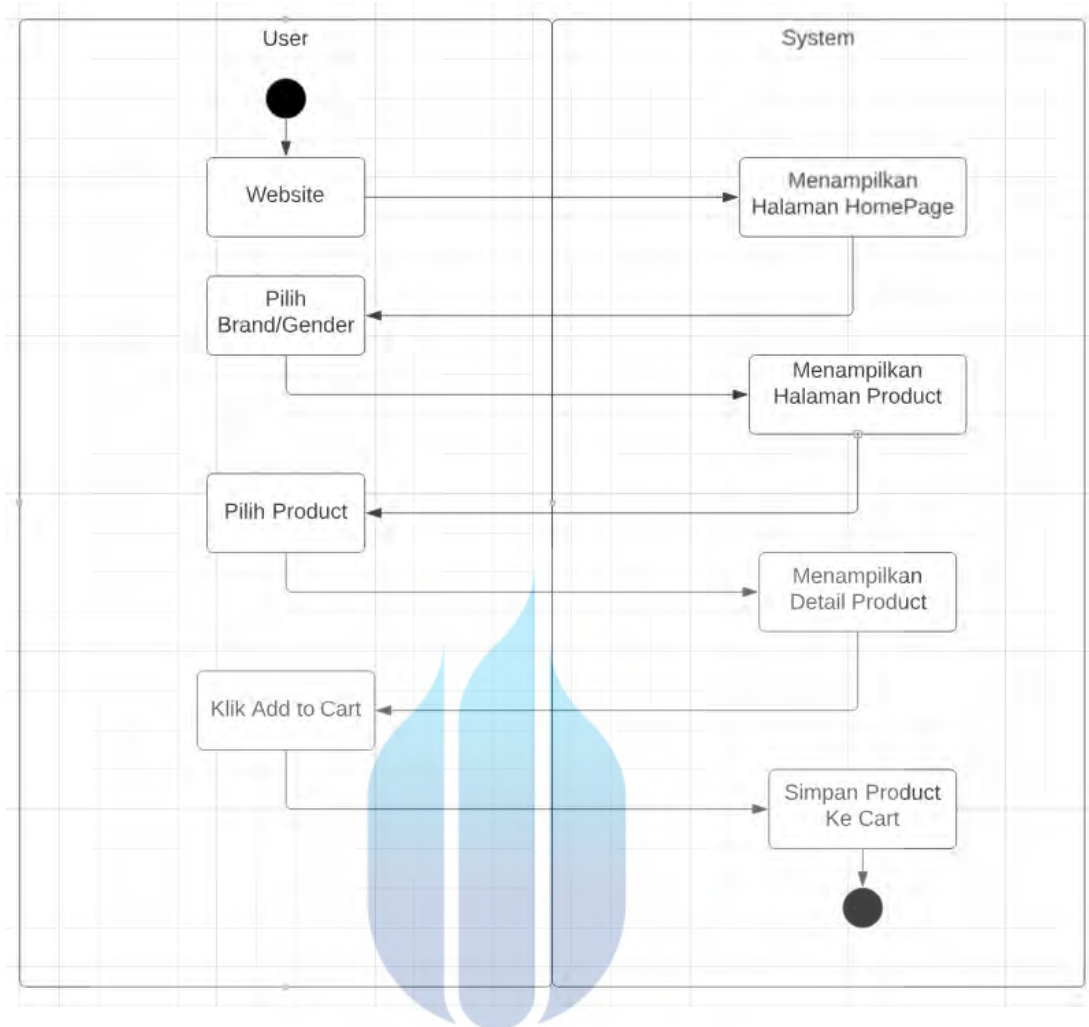 User
System
Website
Menampilkan
Halaman HomePage
Pilih
Brand/Gender
Menampilkan
Halaman Product
Pilih Product
Menampilkan
Detail Product
Klik Add to Cart
Simpan Product
Ke Cart